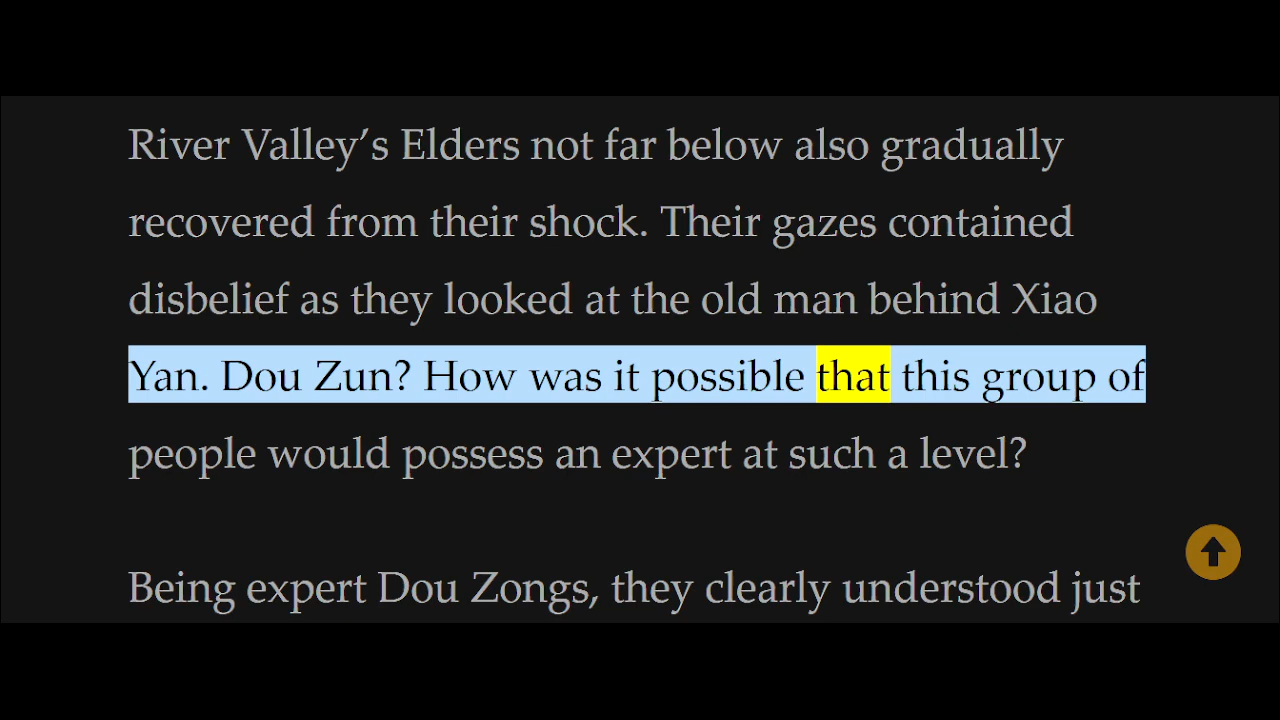 River Valley’s Elders not far below also gradually
recovered from their shock. Their gazes contained
disbelief as they looked at the old man behind Xiao
Yan. Dou Zun? How was it possible that this group of
people would possess an expert at such a level?
Being expert Dou Zongs, they clearly understood just